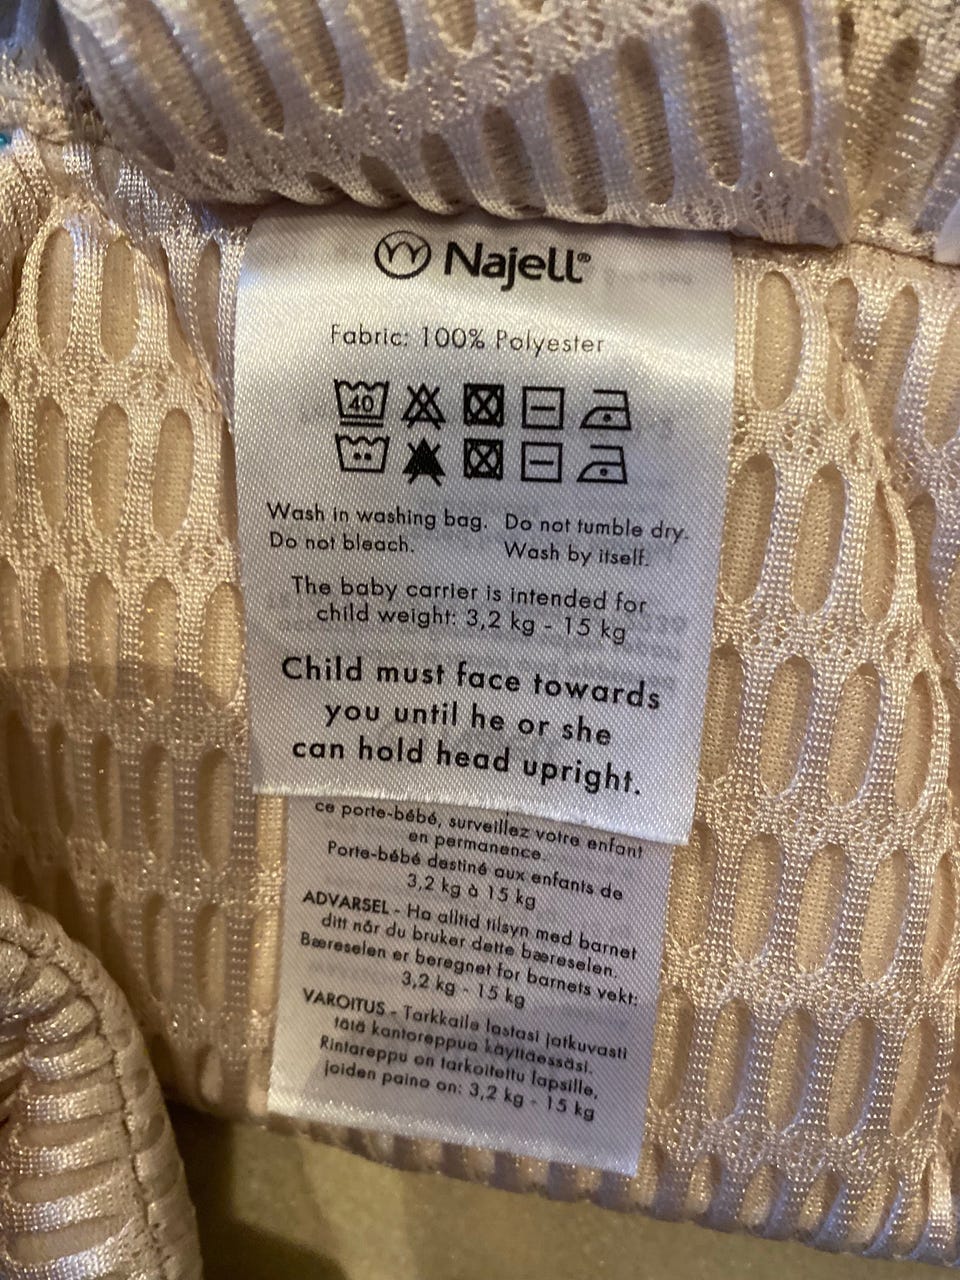 Najell®
Fabric: 100% Polyester
40
Wash in washing bag. Do not tumble dry.
Do not bleach. Wash by itself.
The baby carrier is intended for
child weight: 3,2 kg - 15 kg
Child must face towards
you until he or she
can hold head upright.
ce porte-bébé, surveillez votre enfant
en permanence.
Porte-bébé destiné aux enfants de
3,2 kg à 15 kg
ADVARSEL - Ha alltid tilsyn med barnet
ditt når du bruker dette bæreselen.
Bæreselen er beregnet for barnets vekt:
3,2 kg - 15 kg
VAROITUS - Tarkkaile lastasi jatkuvasti
tätä kantoreppua käyttäessäsi.
Rintareppu on tarkoitettu lapsille,
joiden paino on: 3,2 kg - 15 kg